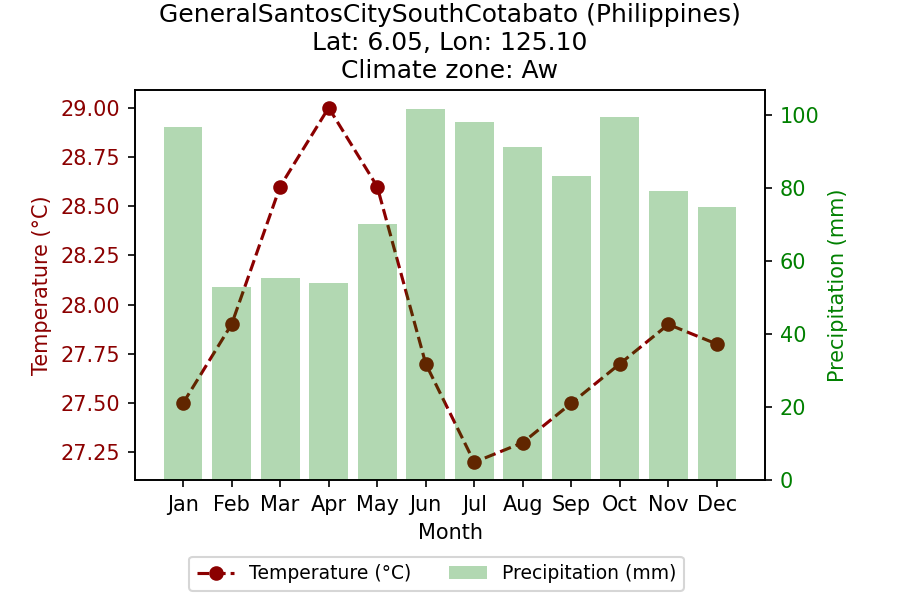 GeneralSantosCitySouthCotabato (Philippines)
Lat: 6.05, Lon: 125.10
Climate zone: Aw
29.00
28.75
28.50
28.25
28.00
27.75
27.50
27.25
Temperature (°C)
100
80
60
40
20
0
Precipitation (mm)
Jan Feb Mar Apr May Jun Jul Aug Sep Oct Nov Dec
Month
Temperature (°C) Precipitation (mm)